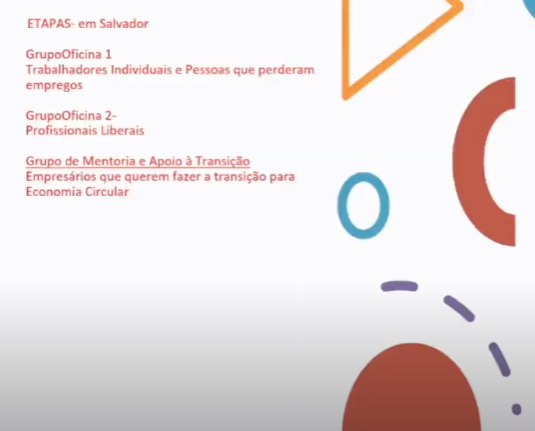 ETAPAS- em Salvador
GrupoOficina 1
Trabalhadores Individuais e Pessoas que perderam
empregos
GrupoOficina 2-
Profissionais Liberais
Grupo de Mentoria e Apoio à Transição
Empresários que querem fazer a transição para
Economia Circular